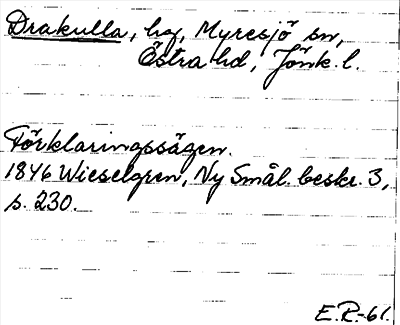 Drakulla, hg, Myresjö sn,
Östra hd, Jönk. l.
Förklaringssägen.
1846 Wieselgren, Ny Smål. beskr. 3,
s. 230.
E.R.-61.